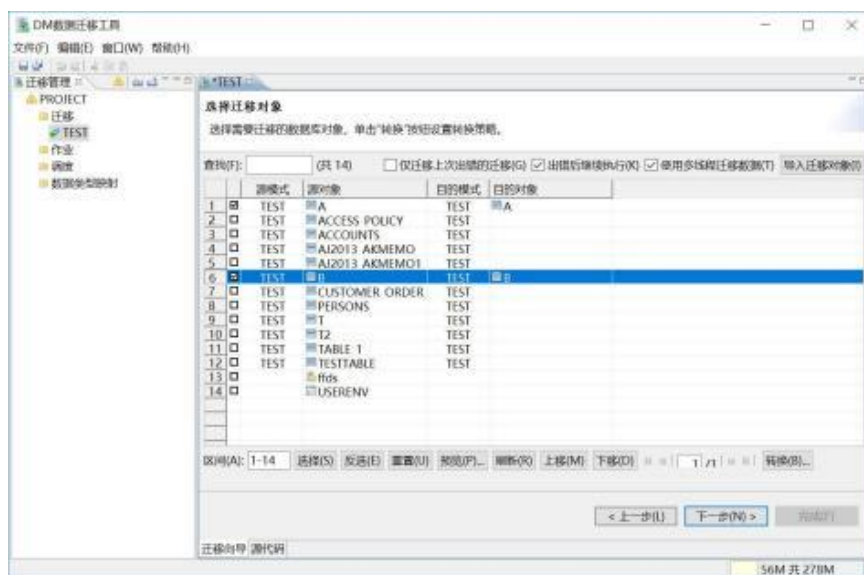 DM数据迁移工具
文件(F) 编辑(E) 窗口(W) 帮助(H)
迁移管理
*TEST
PROJECT
迁移
TEST
作业
调度
数据类型映射
选择迁移对象
选择需要迁移的数据库对象，单击"转换"按钮设置转换策略。
查找(F): (共 14) 仅迁移上次出错的迁移(G) 出错后继续执行(K) 使用多线程迁移数据(T) 导入迁移对象(I)
源模式 源对象 目的模式 目的对象
1 TEST A TEST A
2 TEST ACCESS POLICY TEST
3 TEST ACCOUNTS TEST
4 TEST AJ2013 AKMEMO TEST
5 TEST AJ2013 AKMEMO1 TEST
6 TEST B TEST B
7 TEST CUSTOMER ORDER TEST
8 TEST PERSONS TEST
9 TEST T TEST
10 TEST T2 TEST
11 TEST TABLE 1 TEST
12 TEST TESTTABLE TEST
13 ffds
14 USERENV
区间(A): 1-14 选择(S) 反选(E) 重置(U) 预览(P)... 刷新(R) 上移(M) 下移(D) 1 /1 转换(B)...
< 上一步(L) 下一步(N) > 完成(F)
迁移向导 源代码
56M 共 278M